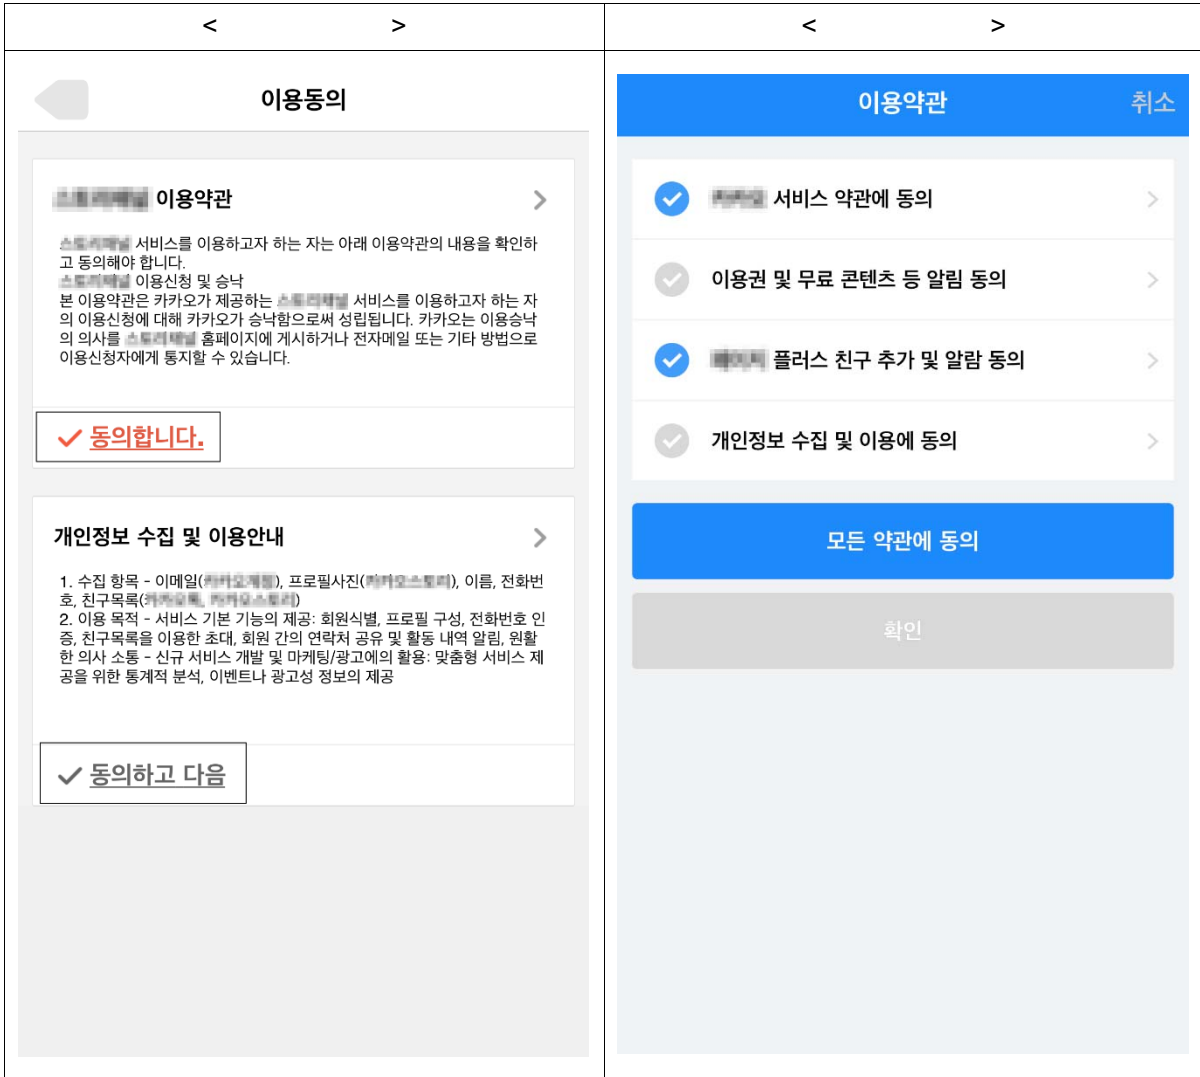 < >
< >
이용동의
이용약관
서비스를 이용하고자 하는 자는 아래 이용약관의 내용을 확인하
고 동의해야 합니다.
이용신청 및 승낙
본 이용약관은 카카오가 제공하는 서비스를 이용하고자 하는 자
의 이용신청에 대해 카카오가 승낙함으로써 성립됩니다. 카카오는 이용승낙
의 의사를 홈페이지에 게시하거나 전자메일 또는 기타 방법으로
이용신청자에게 통지할 수 있습니다.
동의합니다.
개인정보 수집 및 이용안내
1. 수집 항목 - 이메일( ), 프로필사진( ), 이름, 전화번
호, 친구목록( )
2. 이용 목적 - 서비스 기본 기능의 제공: 회원식별, 프로필 구성, 전화번호 인
증, 친구목록을 이용한 초대, 회원 간의 연락처 공유 및 활동 내역 알림, 원활
한 의사 소통 - 신규 서비스 개발 및 마케팅/광고에의 활용: 맞춤형 서비스 제
공을 위한 통계적 분석, 이벤트나 광고성 정보의 제공
동의하고 다음
이용약관
취소
서비스 약관에 동의
이용권 및 무료 콘텐츠 등 알림 동의
플러스 친구 추가 및 알람 동의
개인정보 수집 및 이용에 동의
모든 약관에 동의
확인